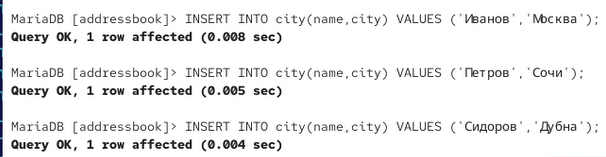 MariaDB [addressbook]> INSERT INTO city(name,city) VALUES ('Иванов','Москва');
Query OK, 1 row affected (0.008 sec)
MariaDB [addressbook]> INSERT INTO city(name,city) VALUES ('Петров','Сочи');
Query OK, 1 row affected (0.005 sec)
MariaDB [addressbook]> INSERT INTO city(name,city) VALUES ('Сидоров','Дубна');
Query OK, 1 row affected (0.004 sec)